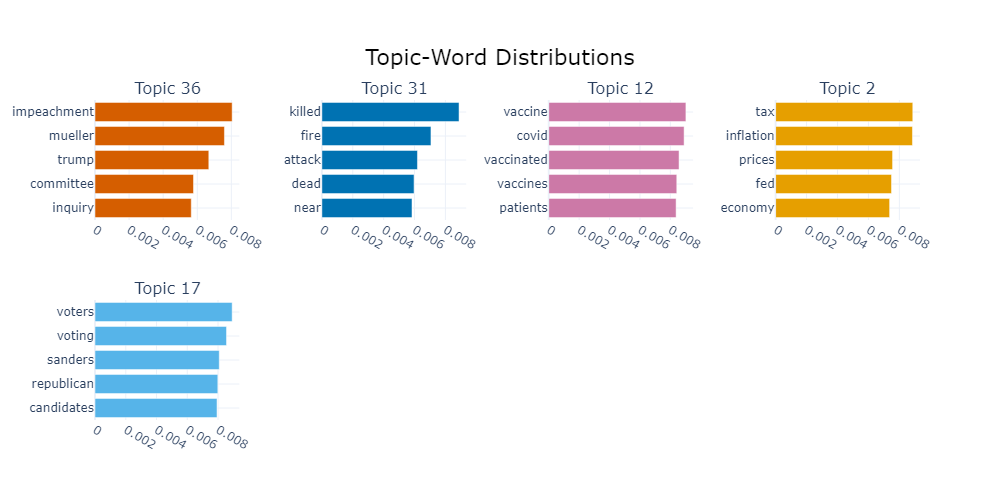 Topic-Word Distributions
Topic 36
impeachment
mueller
trump
committee
inquiry
0 0.002 0.004 0.006 0.008
Topic 31
killed
fire
attack
dead
near
0 0.002 0.004 0.006 0.008
Topic 12
vaccine
covid
vaccinated
vaccines
patients
0 0.002 0.004 0.006 0.008
Topic 2
tax
inflation
prices
fed
economy
0 0.002 0.004 0.006 0.008
Topic 17
voters
voting
sanders
republican
candidates
0 0.002 0.004 0.006 0.008